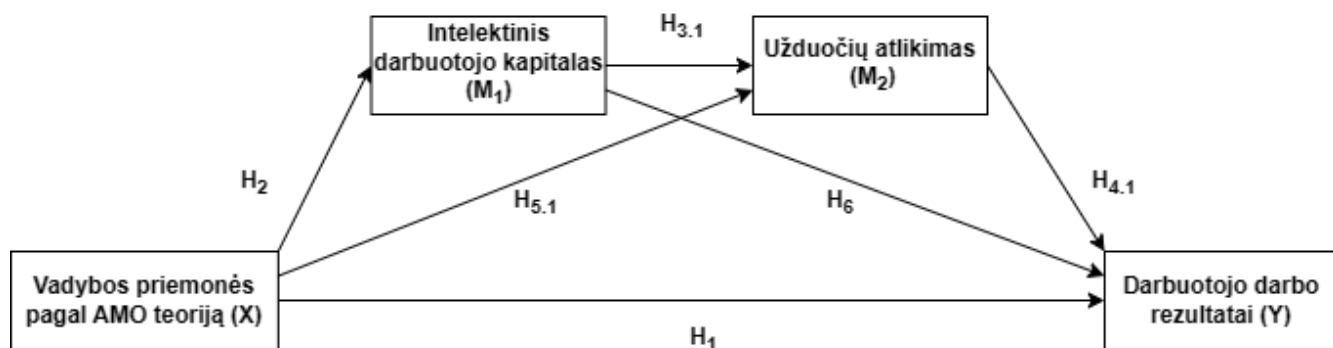 Intelektinis
darbuotojo kapitalas
(M₁)
H₃.₁
Užduočių atlikimas
(M₂)
H₂
H₅.₁
H₆
H₄.₁
Vadybos priemonės
pagal AMO teoriją (X)
H₁
Darbuotojo darbo
rezultatai (Y)